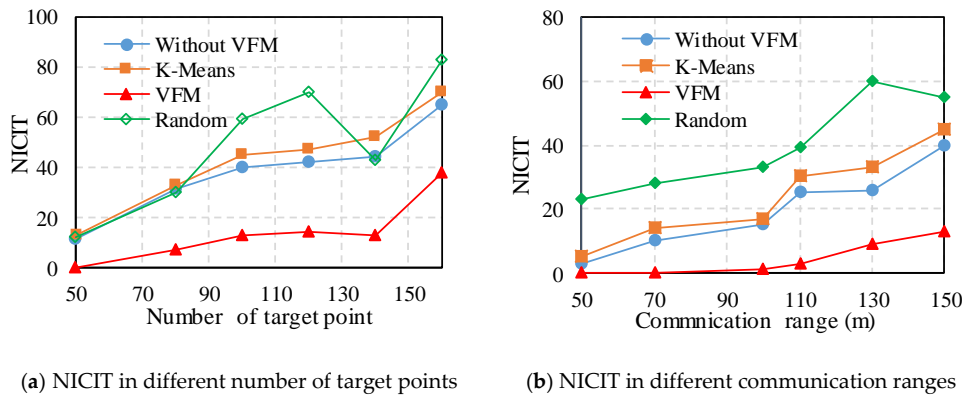 100
80
60
40
20
0
NICIT
Without VFM
K-Means
VFM
Random
50 70 90 110 130 150
Number of target point
(a) NICIT in different number of target points
80
60
40
20
0
NICIT
Without VFM
K-Means
VFM
Random
50 70 90 110 130 150
Commnication range (m)
(b) NICIT in different communication ranges